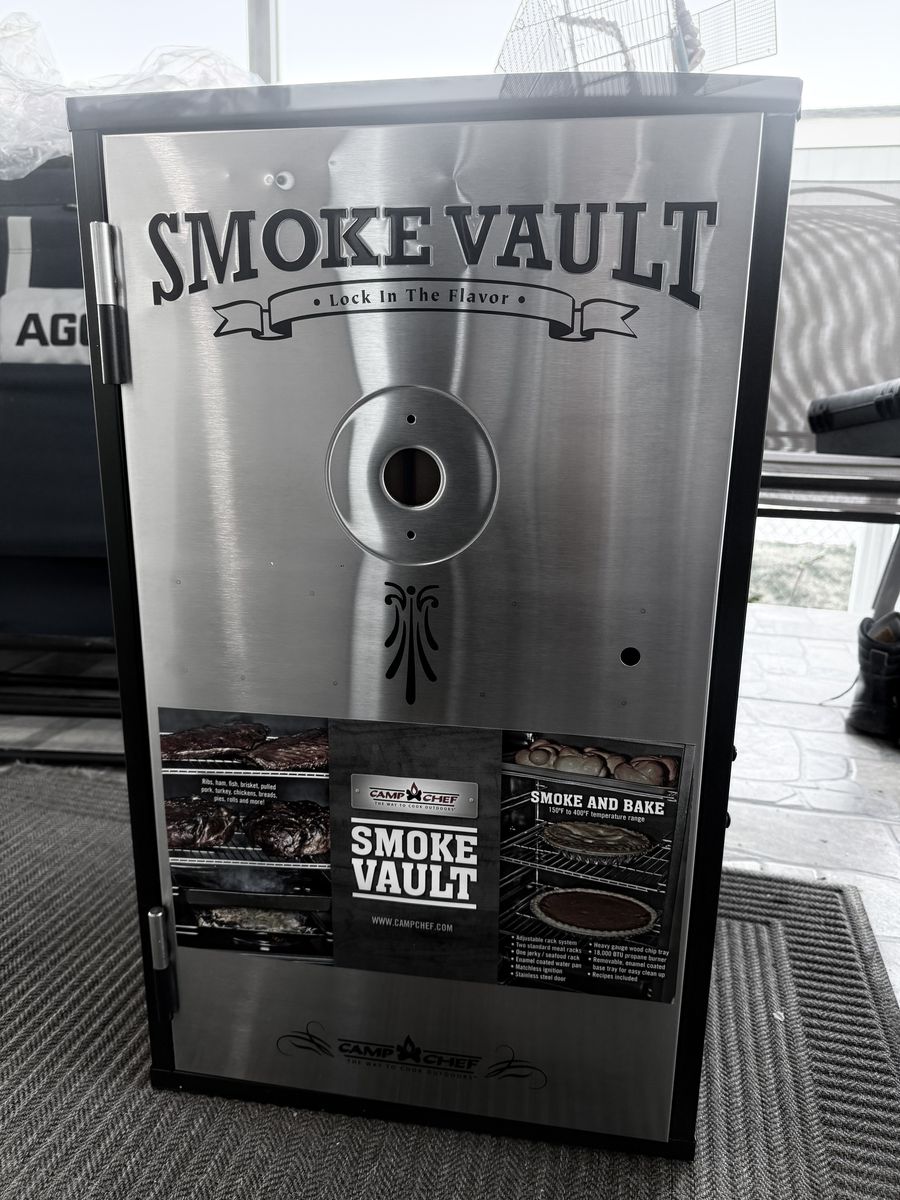 SMOKE VAULT
• Lock In The Flavor •
AGO
Ribs, ham, fish, brisket, pulled
pork, turkey, chickens, breads,
pies, rolls and more!
CAMP CHEF
THE WAY TO COOK OUTDOORS
SMOKE
VAULT
WWW.CAMPCHEF.COM
SMOKE AND BAKE
150°F to 400°F temperature range
• Adjustable rack system
• Two standard meat racks
• One jerky / seafood rack
• Enamel coated water pan
• Matchless ignition
• Stainless steel door
• Heavy gauge wood chip tray
• 18,000 BTU propane burner
• Removable, enamel coated
base tray for easy clean up
• Recipes included
CAMP CHEF
THE WAY TO COOK OUTDOORS